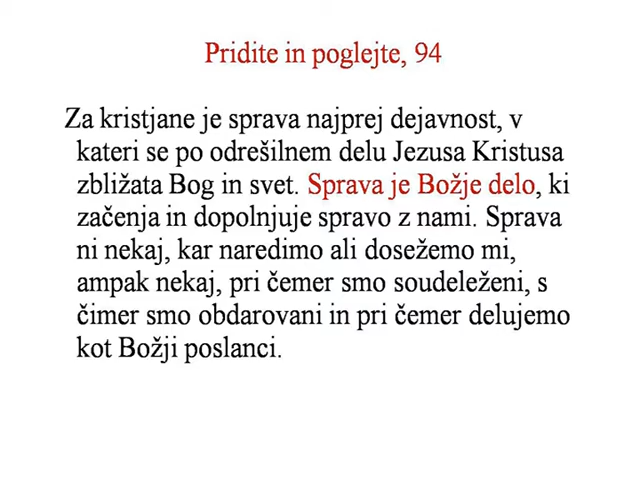 Pridite in poglejte, 94
Za kristjane je sprava najprej dejavnost, v
kateri se po odrešilnem delu Jezusa Kristusa
zbližata Bog in svet. Sprava je Božje delo, ki
začenja in dopolnjuje spravo z nami. Sprava
ni nekaj, kar naredimo ali dosežemo mi,
ampak nekaj, pri čemer smo soudeleženi, s
čimer smo obdarovani in pri čemer delujemo
kot Božji poslanci.